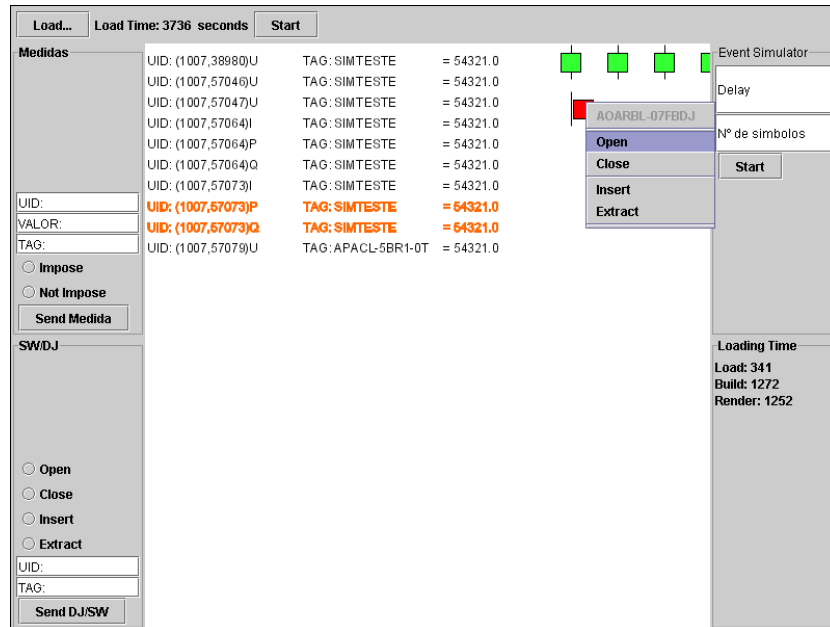 Load... Load Time: 3736 seconds Start
Medidas
UID:
VALOR:
TAG:
Impose
Not Impose
Send Medida
SW/DJ
Open
Close
Insert
Extract
UID:
TAG:
Send DJ/SW
UID: (1007,38980)U TAG: SIMTESTE = 54321.0
UID: (1007,57046)U TAG: SIMTESTE = 54321.0
UID: (1007,57047)U TAG: SIMTESTE = 54321.0
UID: (1007,57064)I TAG: SIMTESTE = 54321.0
UID: (1007,57064)P TAG: SIMTESTE = 54321.0
UID: (1007,57064)Q TAG: SIMTESTE = 54321.0
UID: (1007,57073)I TAG: SIMTESTE = 54321.0
UID: (1007,57073)P TAG: SIMTESTE = 54321.0
UID: (1007,57073)Q TAG: SIMTESTE = 54321.0
UID: (1007,57079)U TAG: APACL-5BR1-0T = 54321.0
AOARBL-07FBDJ
Open
Close
Insert
Extract
Event Simulator
Delay
Nº de simbolos
Start
Loading Time
Load: 341
Build: 1272
Render: 1252